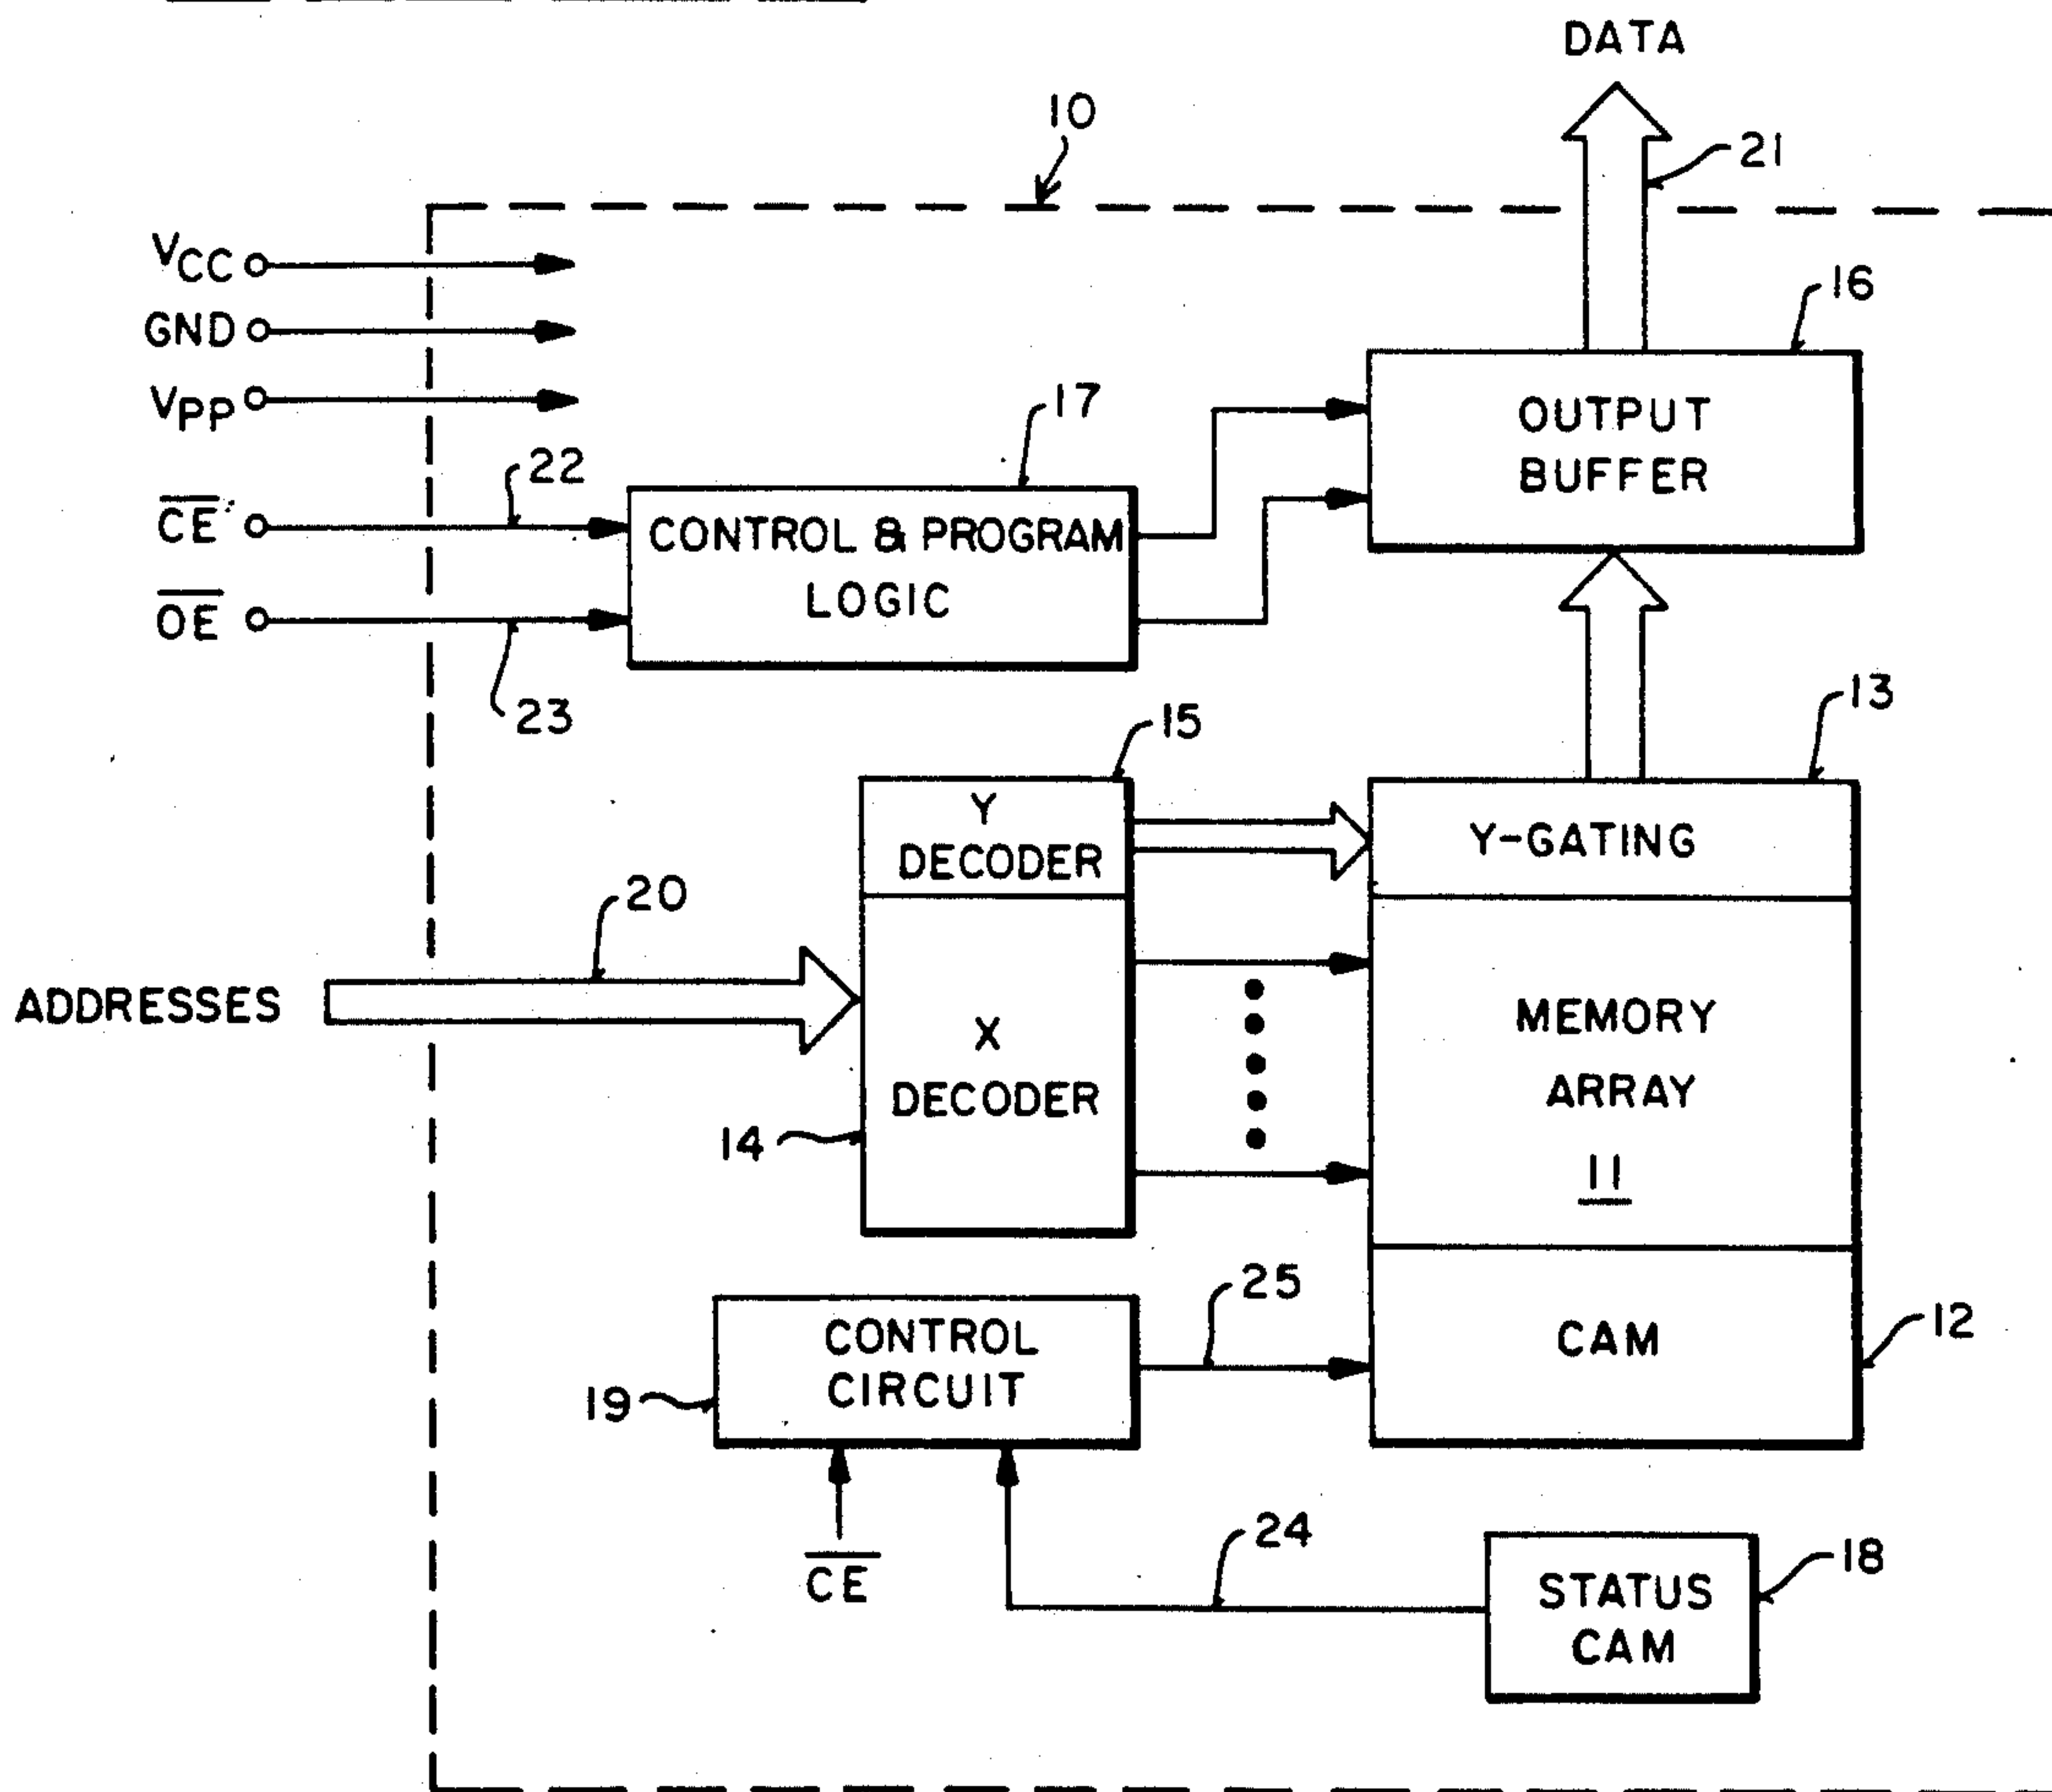 DATA
10
21
VCC
GND
VPP
16
17
OUTPUT
BUFFER
22
CE
CONTROL & PROGRAM
LOGIC
OE
23
13
15
Y
DECODER
Y-GATING
20
ADDRESSES
X
DECODER
14
MEMORY
ARRAY
11
25
CONTROL
CIRCUIT
19
CAM
12
CE
24
STATUS
CAM
18